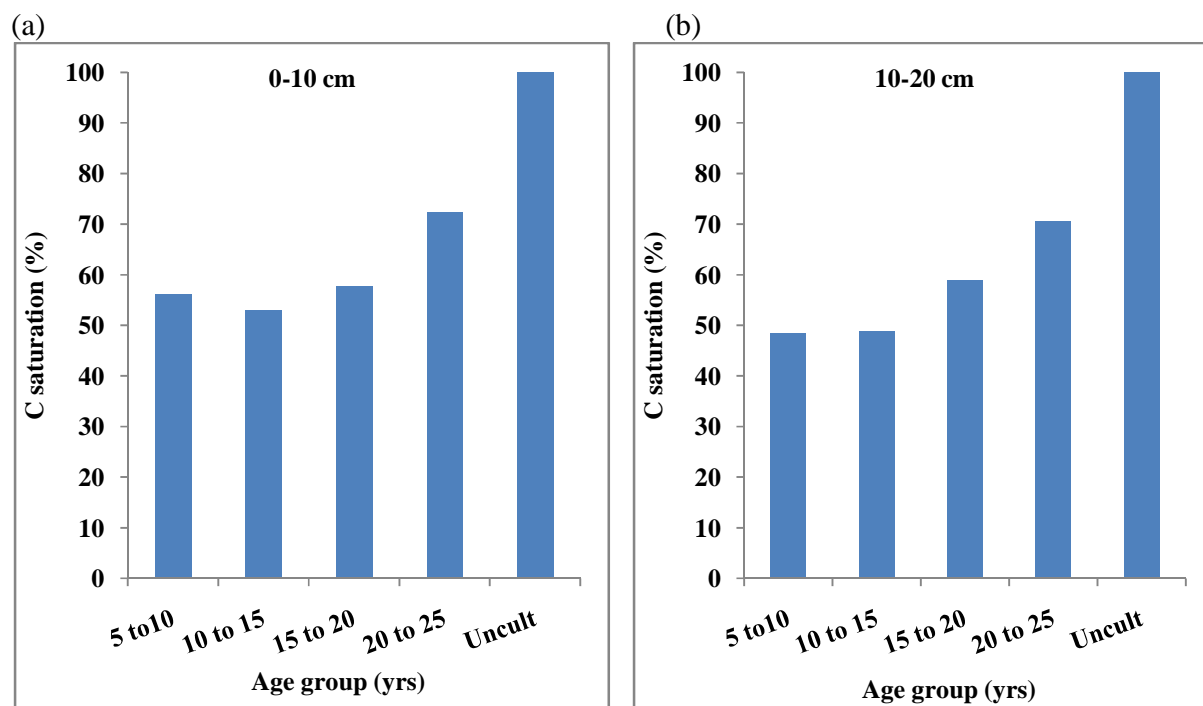 (a)
0-10 cm
C saturation (%)
100
90
80
70
60
50
40
30
20
10
0
5 to10
10 to 15
15 to 20
20 to 25
Uncult
Age group (yrs)
(b)
10-20 cm
C saturation (%)
100
90
80
70
60
50
40
30
20
10
0
5 to10
10 to 15
15 to 20
20 to 25
Uncult
Age group (yrs)